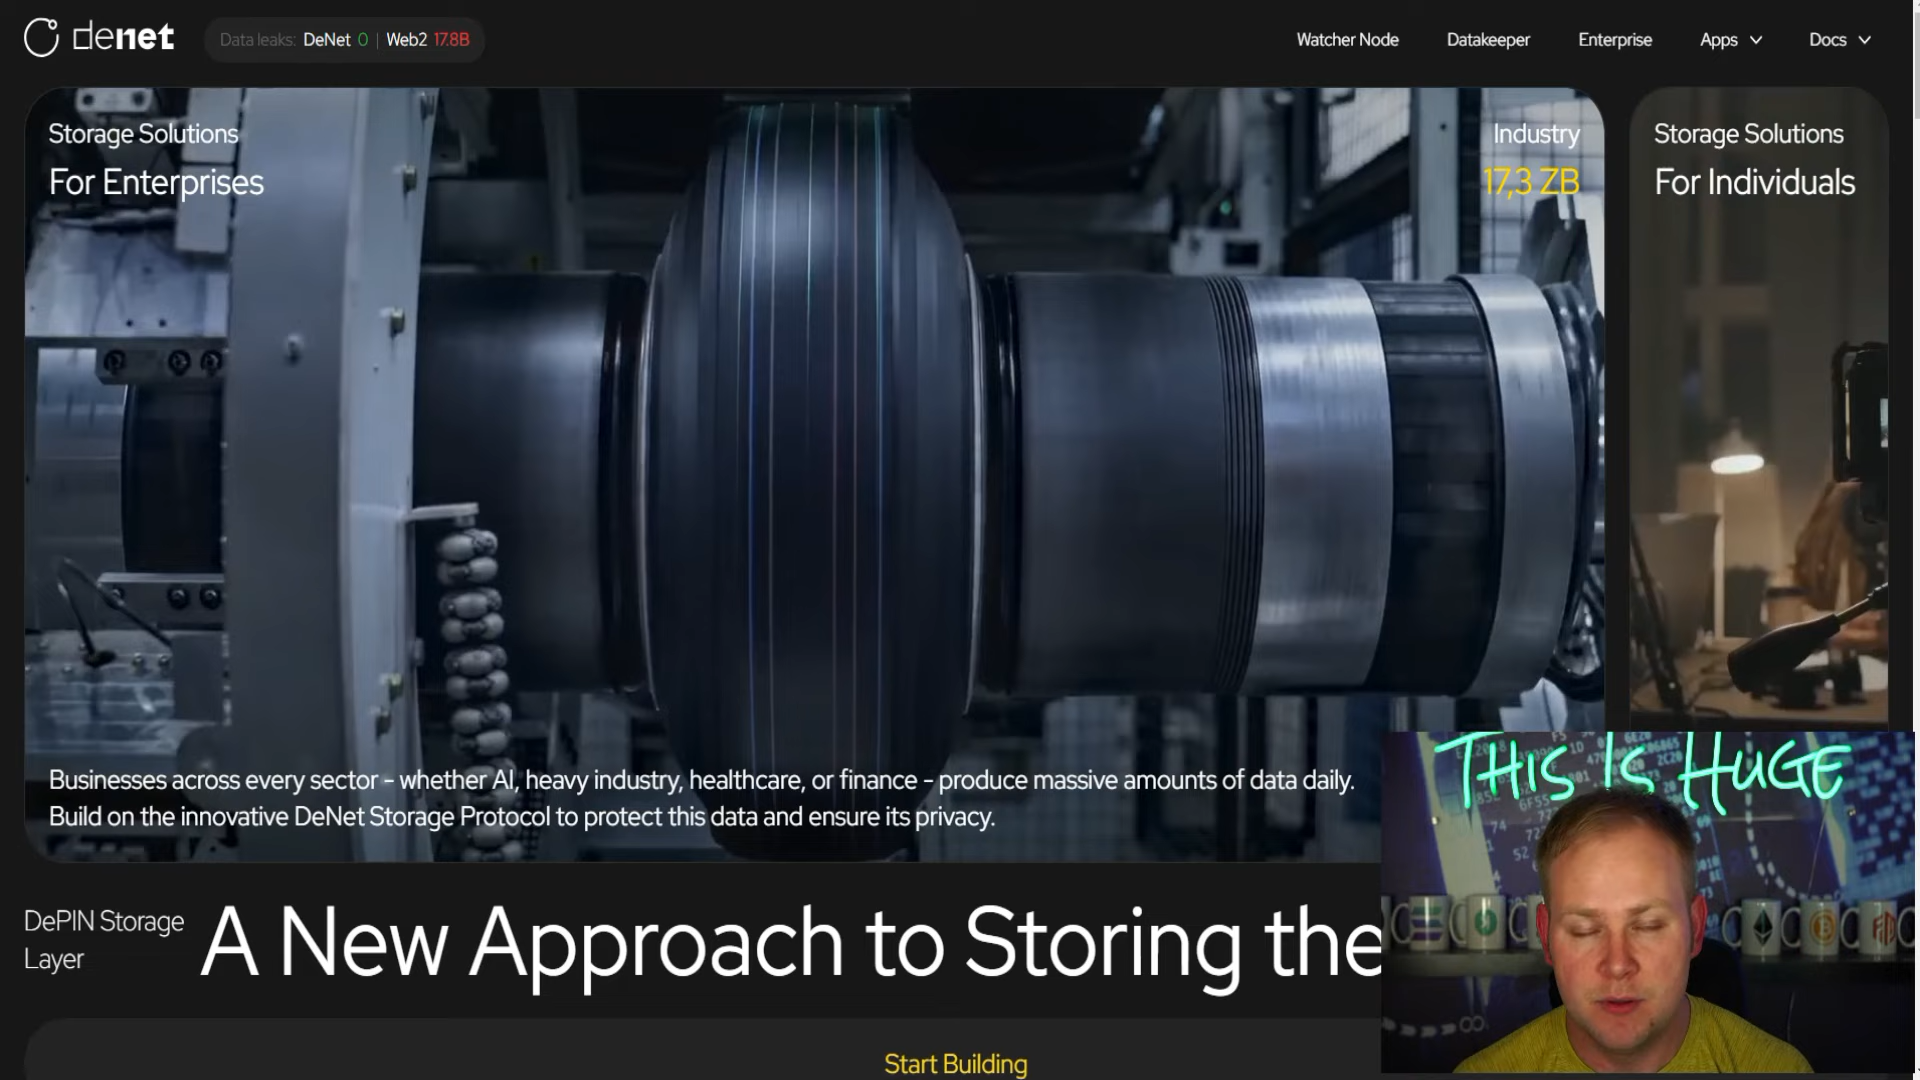 denet
Data leaks: DeNet 0 | Web2 17.8B
Watcher Node
Datakeeper
Enterprise
Apps
Docs
Storage Solutions
For Enterprises
Industry
17,3 ZB
Storage Solutions
For Individuals
Businesses across every sector - whether AI, heavy industry, healthcare, or finance - produce massive amounts of data daily.
Build on the innovative DeNet Storage Protocol to protect this data and ensure its privacy.
THIS IS HUGE
DePIN Storage
Layer
A New Approach to Storing the
Start Building